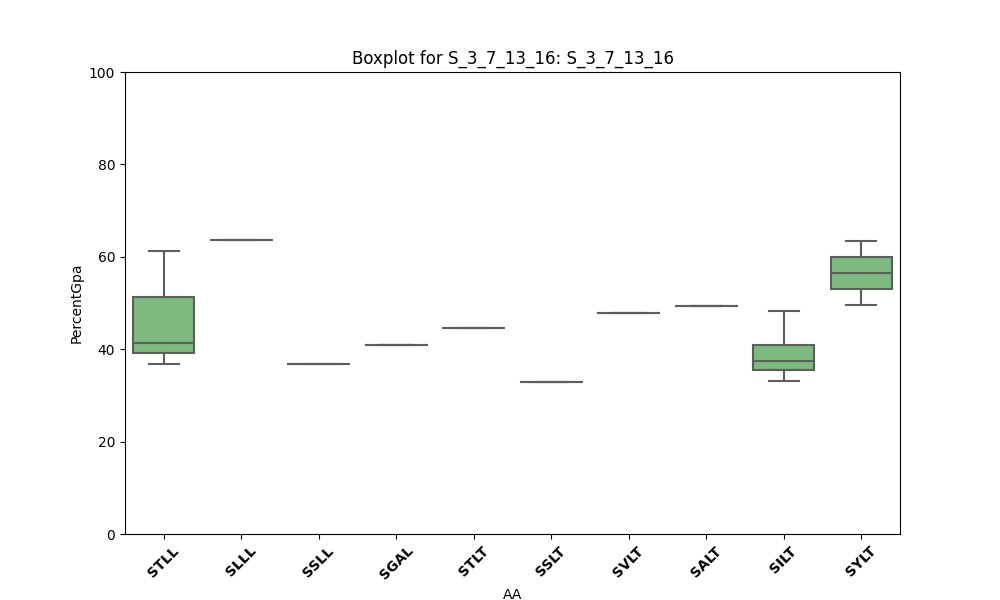 Boxplot for S_3_7_13_16: S_3_7_13_16
100
80
60
40
20
0
PercentGpa
STLL
SLLL
SSLL
SGAL
STLT
SSLT
SVLT
SALT
SILT
SYLT
AA